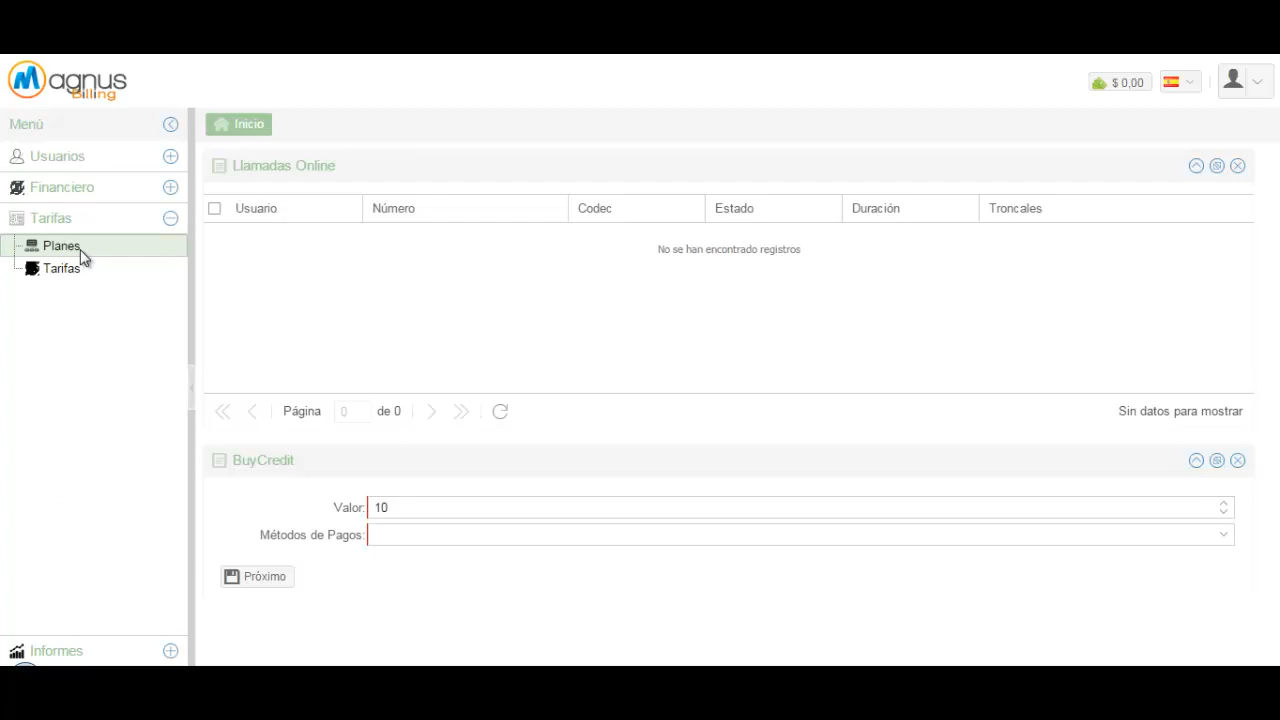 Magnus
Billing
$ 0,00
Menú
Inicio
Usuarios
Llamadas Online
Financiero
Tarifas
Usuario Número Codec Estado Duración Troncales
Planes
No se han encontrado registros
Tarifas
Página 0 de 0
Sin datos para mostrar
BuyCredit
Valor: 10
Métodos de Pagos:
Próximo
Informes